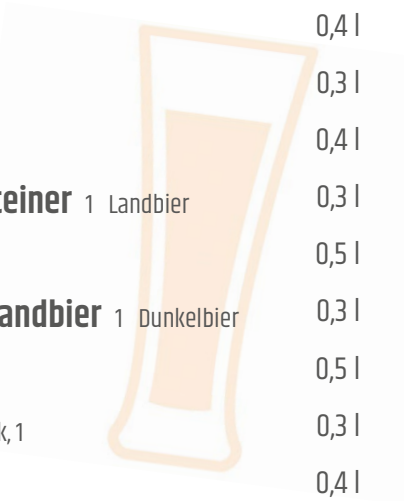 0,4 l
0,3 l
0,4 l
teiner 1 Landbier 0,3 l
0,5 l
andbier 1 Dunkelbier 0,3 l
0,5 l
k, 1 0,3 l
0,4 l